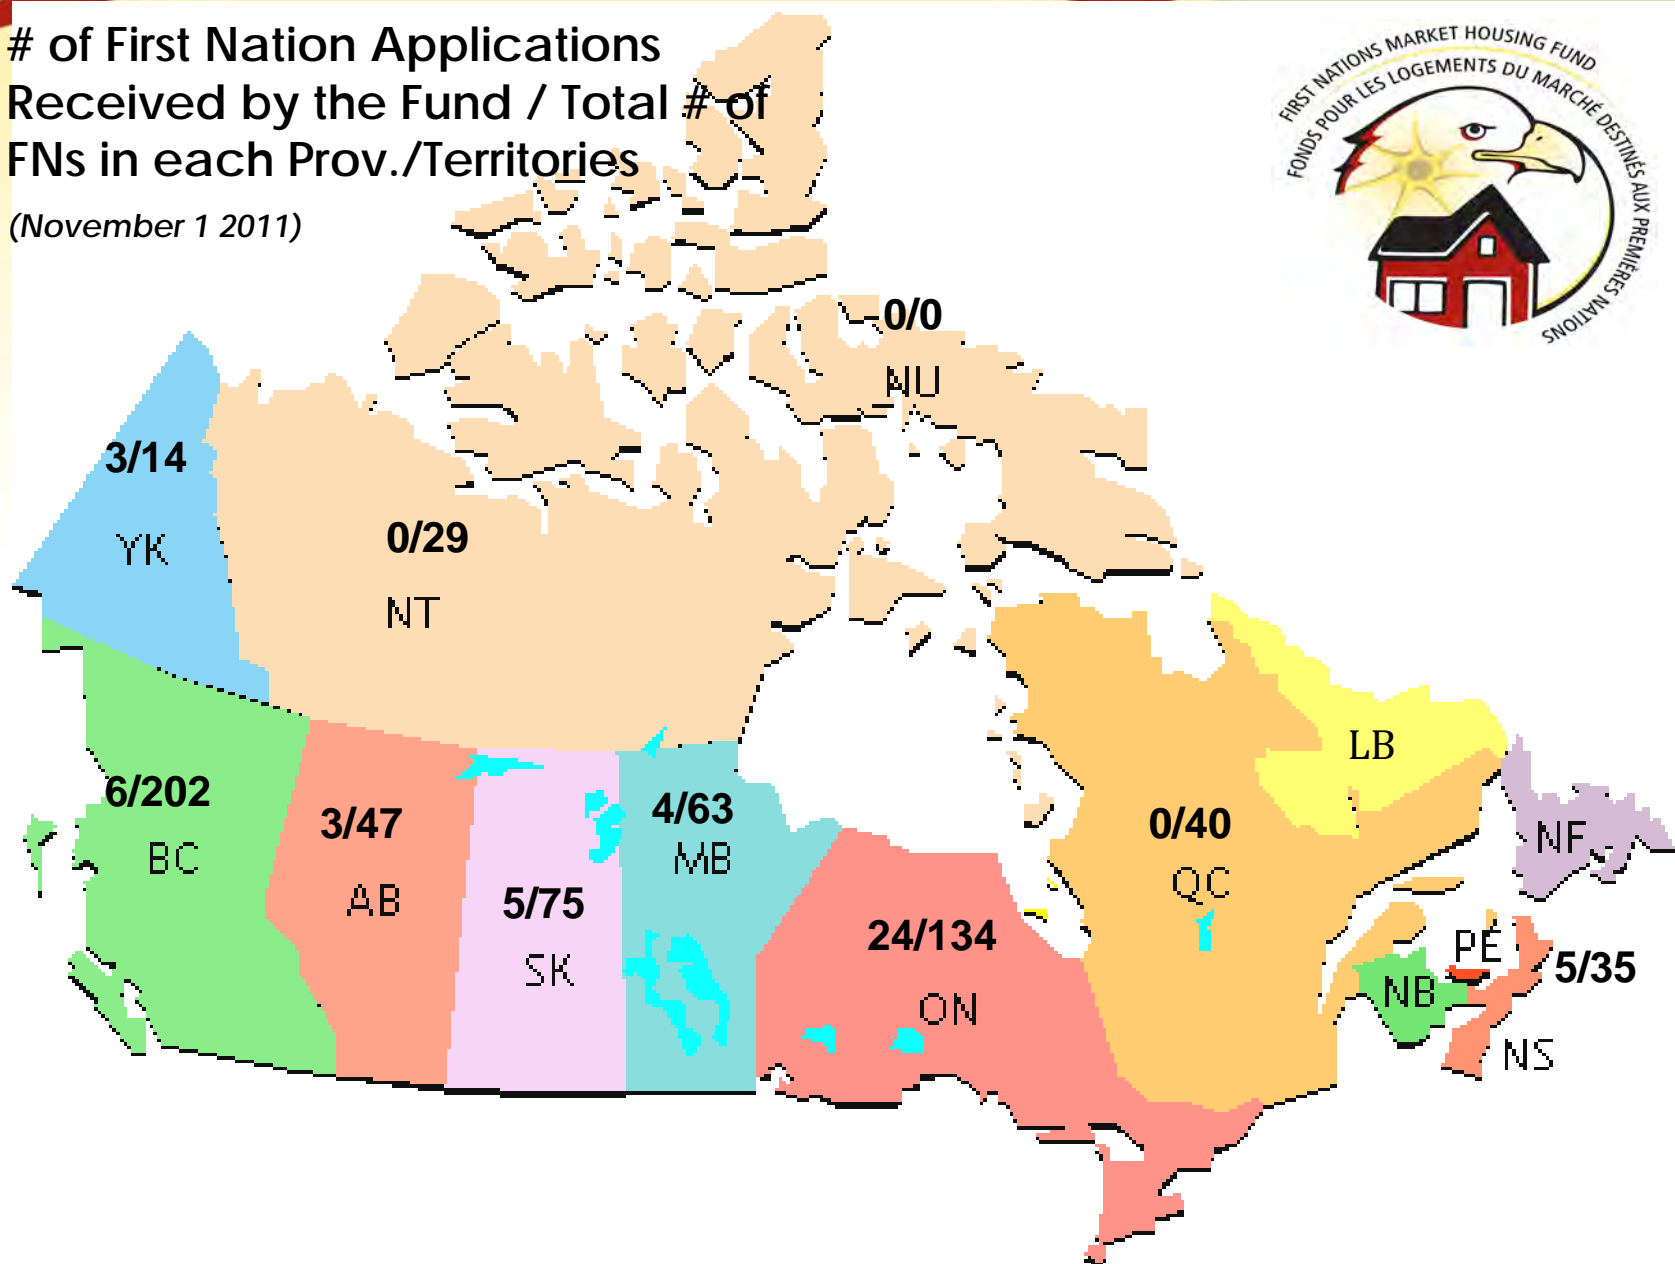 # of First Nation Applications
Received by the Fund / Total # of
FNs in each Prov./Territories
(November 1 2011)
FIRST NATIONS MARKET HOUSING FUND
FONDS POUR LES LOGEMENTS DU MARCHÉ DESTINÉS AUX PREMIÈRES NATIONS
0/0
NU
3/14
YK
0/29
NT
LB
6/202
BC
3/47
AB
5/75
SK
4/63
MB
24/134
ON
0/40
QC
NF
PÉ
5/35
NB
NS